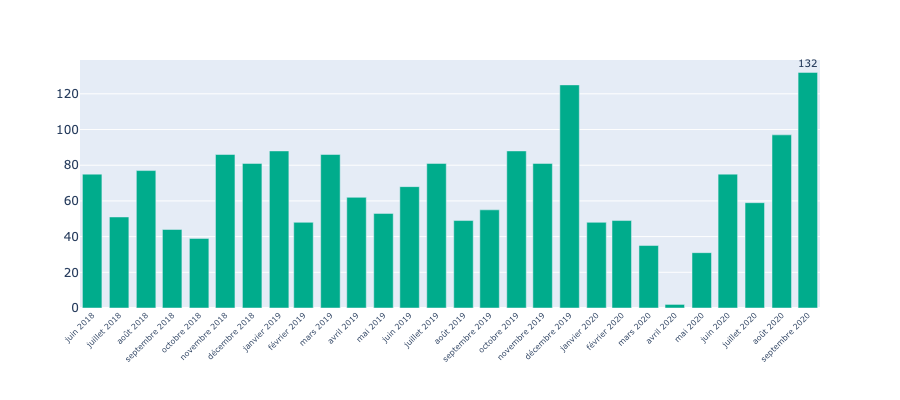 132
120
100
80
60
40
20
0
juin 2018
juillet 2018
août 2018
septembre 2018
octobre 2018
novembre 2018
décembre 2018
janvier 2019
février 2019
mars 2019
avril 2019
mai 2019
juin 2019
juillet 2019
août 2019
septembre 2019
octobre 2019
novembre 2019
décembre 2019
janvier 2020
février 2020
mars 2020
avril 2020
mai 2020
juin 2020
juillet 2020
août 2020
septembre 2020